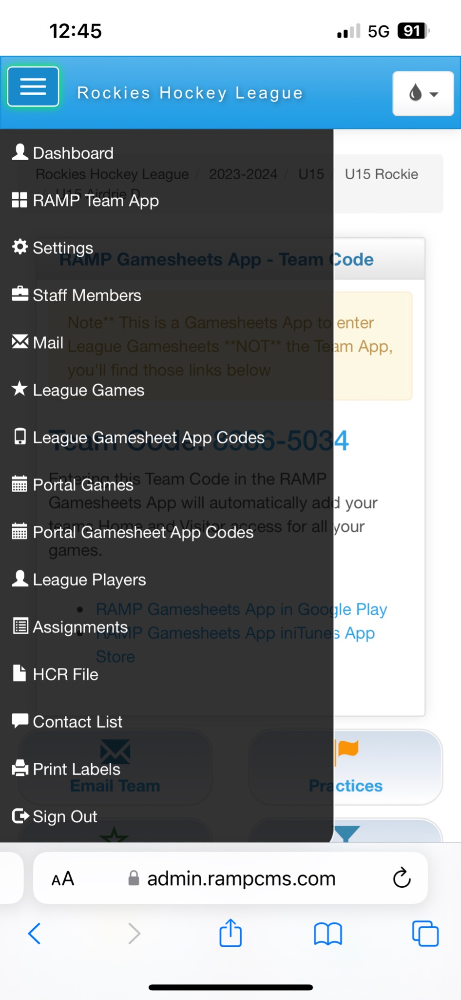 12:45
5G 91
Rockies Hockey League
Dashboard
Rockies Hockey League / 2023-2024 / U15 / U15 Rockie
/ U15 Airdrie D
RAMP Team App
Settings
RAMP Gamesheets App - Team Code
Staff Members
Note** This is a Gamesheets App to enter
Mail
League Gamesheets **NOT** the Team App,
you'll find those links below
League Games
League Gamesheet App Codes
Team Code: 8986-5034
Entering this Team Code in the RAMP
Portal Games
Gamesheets App will automatically add your
teams Home and Visitor access for all your
Portal Gamesheet App Codes
games.
League Players
RAMP Gamesheets App in Google Play
Assignments
RAMP Gamesheets App iniTunes App
Store
HCR File
Contact List
Print Labels
Email Team
Practices
Sign Out
AA admin.rampcms.com